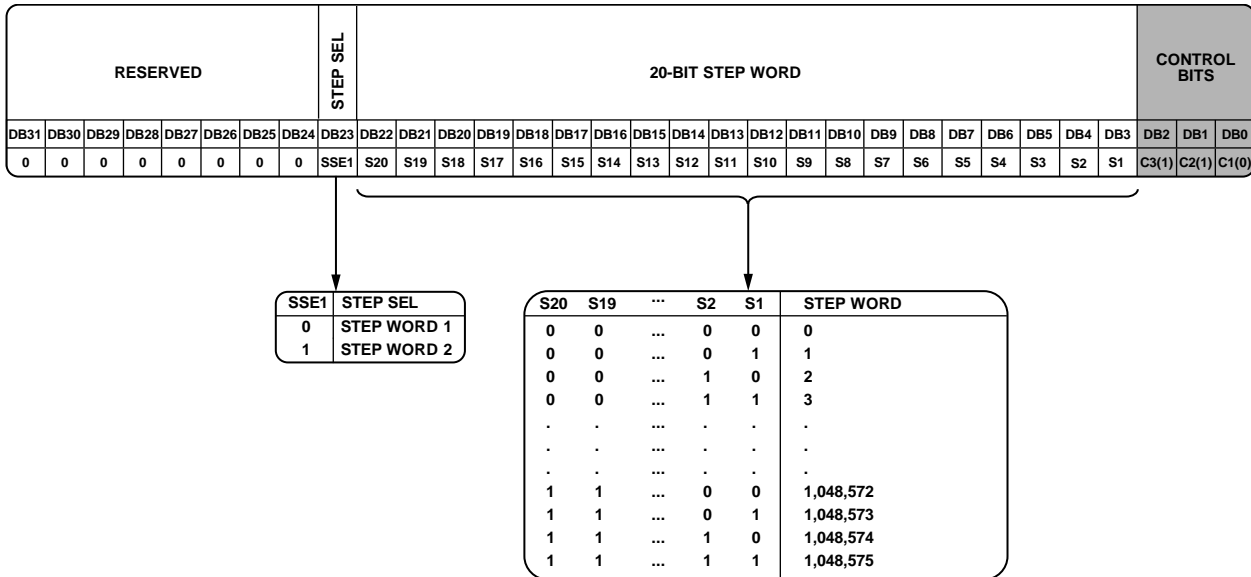 RESERVED
STEP SEL
20-BIT STEP WORD
CONTROL
BITS
DB31 DB30 DB29 DB28 DB27 DB26 DB25 DB24 DB23 DB22 DB21 DB20 DB19 DB18 DB17 DB16 DB15 DB14 DB13 DB12 DB11 DB10 DB9 DB8 DB7 DB6 DB5 DB4 DB3 DB2 DB1 DB0
0 0 0 0 0 0 0 0 SSE1 S20 S19 S18 S17 S16 S15 S14 S13 S12 S11 S10 S9 S8 S7 S6 S5 S4 S3 S2 S1 C3(1) C2(1) C1(0)
SSE1 STEP SEL
0 STEP WORD 1
1 STEP WORD 2
S20 S19 ... S2 S1 STEP WORD
0 0 ... 0 0 0
0 0 ... 0 1 1
0 0 ... 1 0 2
0 0 ... 1 1 3
. . ... . . .
. . ... . . .
. . ... . . .
1 1 ... 0 0 1,048,572
1 1 ... 0 1 1,048,573
1 1 ... 1 0 1,048,574
1 1 ... 1 1 1,048,575